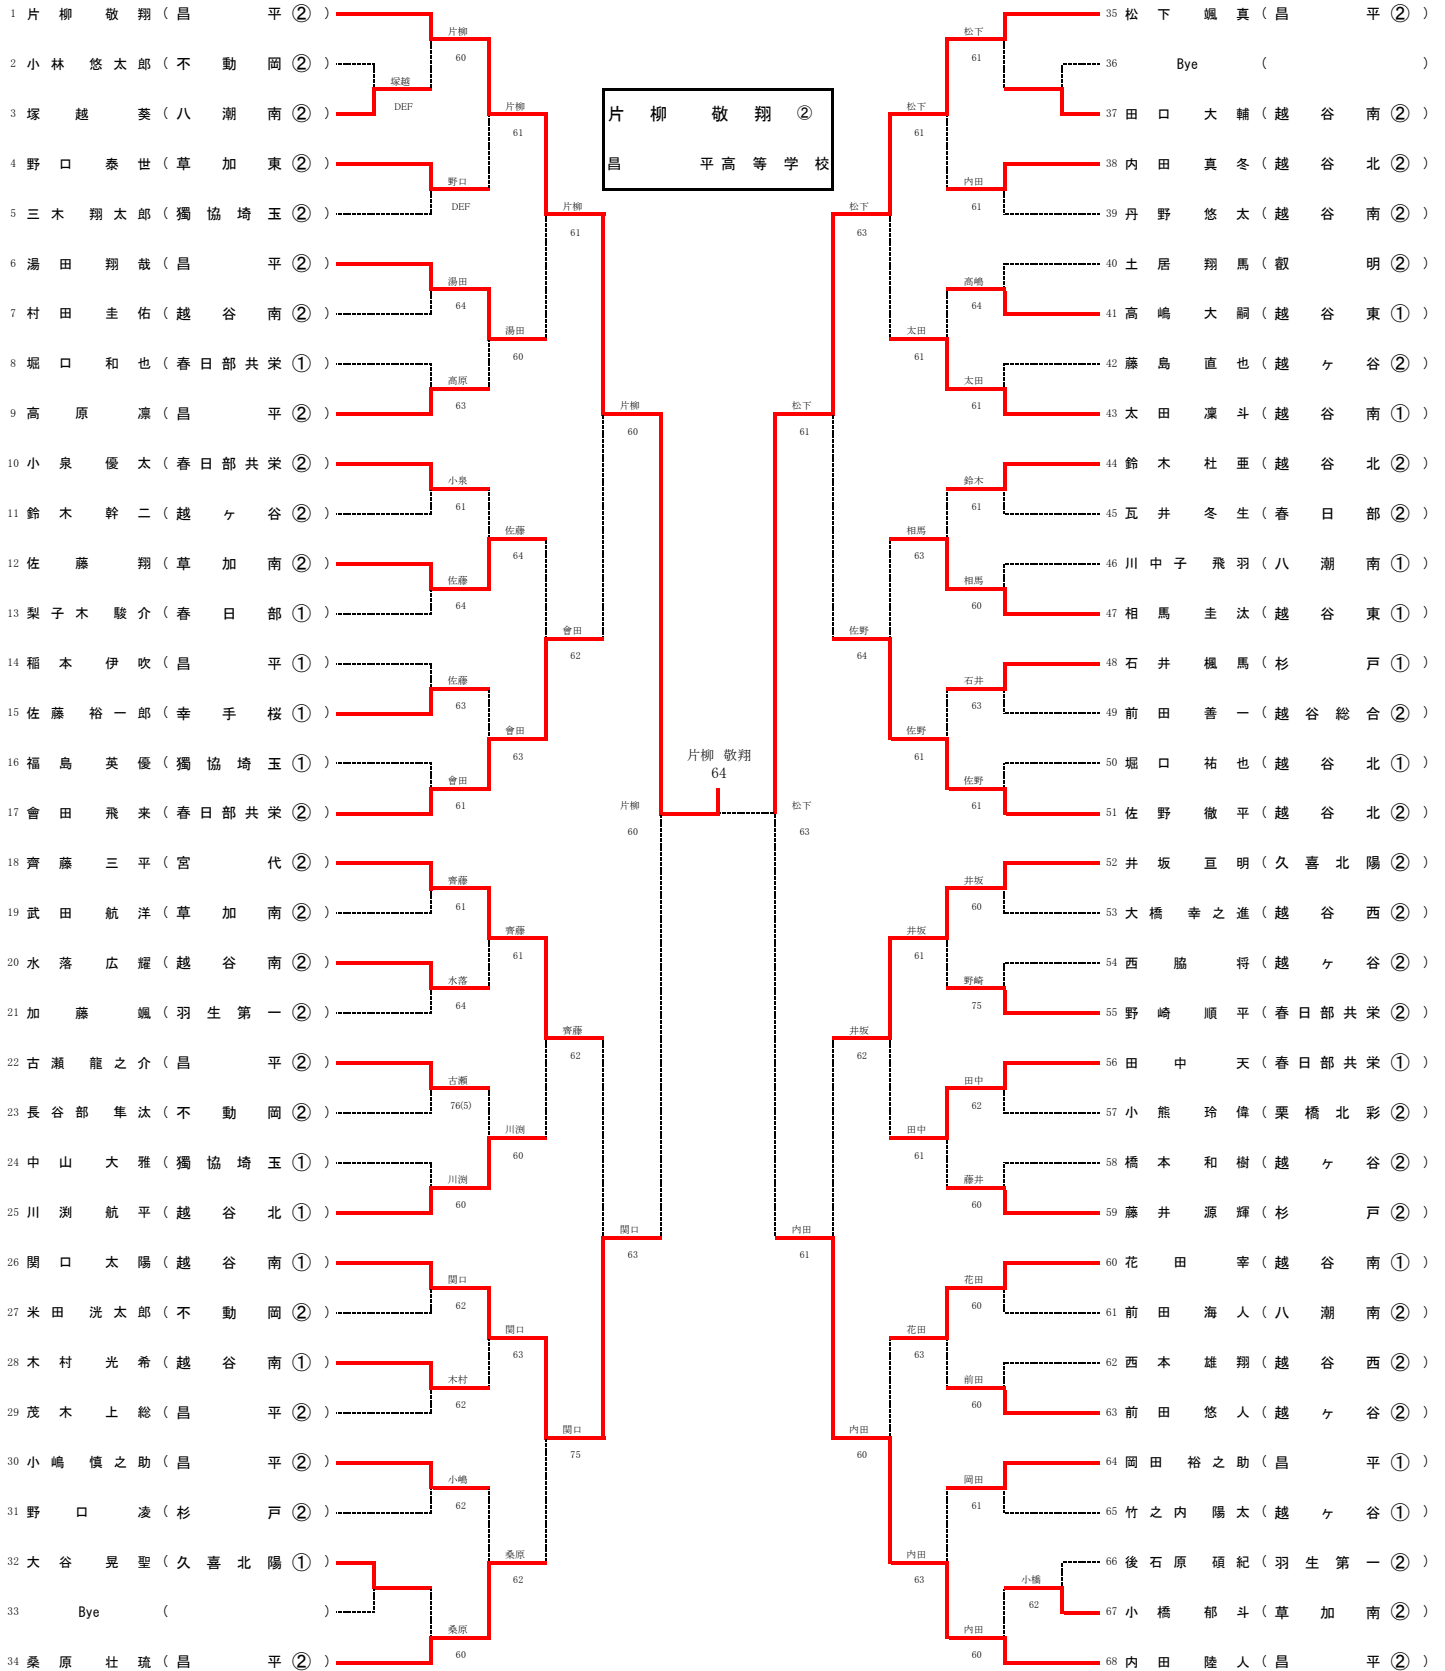 1 片柳 敬翔 (昌平②)
2 小林 悠太郎 (不動岡②)
3 塚越 葵 (八潮南②)
4 野口 泰世 (草加東②)
5 三木 翔太郎 (獨協埼玉②)
6 湯田 翔哉 (昌平②)
7 村田 圭佑 (越谷南②)
8 堀口 和也 (春日部共栄①)
9 高原 凛 (昌平②)
10 小泉 優太 (春日部共栄②)
11 鈴木 幹二 (越ヶ谷②)
12 佐藤 翔 (草加南②)
13 梨子木 駿介 (春日部①)
14 稲本 伊吹 (昌平①)
15 佐藤 裕一郎 (幸手桜①)
16 福島 英優 (獨協埼玉①)
17 會田 飛来 (春日部共栄②)
18 齊藤 三平 (宮代②)
19 武田 航洋 (草加南②)
20 水落 広耀 (越谷南②)
21 加藤 颯 (羽生第一②)
22 古瀬 龍之介 (昌平②)
23 長谷部 隼汰 (不動岡②)
24 中山 大雅 (獨協埼玉①)
25 川渕 航平 (越谷北①)
26 関口 太陽 (越谷南①)
27 米田 洸太郎 (不動岡②)
28 木村 光希 (越谷南①)
29 茂木 上総 (昌平②)
30 小嶋 慎之助 (昌平②)
31 野口 凌 (杉戸②)
32 大谷 晃聖 (久喜北陽①)
33 Bye ( )
34 桑原 壮琉 (昌平②)
塚越
DEF
片柳
60
野口
DEF
湯田
64
高原
63
小泉
61
佐藤
64
佐藤
63
會田
61
齊藤
61
水落
64
古瀬
76(5)
川渕
60
関口
62
木村
62
小嶋
62
桑原
60
片柳
61
湯田
60
佐藤
64
會田
63
齊藤
61
川渕
60
関口
63
桑原
62
片柳
61
會田
62
齊藤
62
関口
75
片柳
60
関口
63
片柳
60
片柳 敬翔 ②
昌平高等学校
片柳 敬翔
64
松下
63
松下
61
内田
61
松下
63
佐野
64
井坂
62
内田
60
松下
61
太田
61
相馬
63
佐野
61
井坂
61
田中
61
花田
63
内田
63
松下
61
内田
61
高嶋
64
太田
61
鈴木
61
相馬
60
石井
63
佐野
61
井坂
60
野崎
75
田中
62
藤井
60
花田
60
前田
60
岡田
61
小橋
62
内田
60
35 松下 颯真 (昌平②)
36 Bye ( )
37 田口 大輔 (越谷南②)
38 内田 真冬 (越谷北②)
39 丹野 悠太 (越谷南②)
40 土居 翔馬 (叡明②)
41 高嶋 大嗣 (越谷東①)
42 藤島 直也 (越ヶ谷②)
43 太田 凜斗 (越谷南①)
44 鈴木 杜亜 (越谷北②)
45 瓦井 冬生 (春日部②)
46 川中子 飛羽 (八潮南①)
47 相馬 圭汰 (越谷東①)
48 石井 楓馬 (杉戸①)
49 前田 善一 (越谷総合②)
50 堀口 祐也 (越谷北①)
51 佐野 徹平 (越谷北②)
52 井坂 亘明 (久喜北陽②)
53 大橋 幸之進 (越谷西②)
54 西脇 将 (越ヶ谷②)
55 野崎 順平 (春日部共栄②)
56 田中 天 (春日部共栄①)
57 小熊 玲偉 (栗橋北彩②)
58 橋本 和樹 (越ヶ谷②)
59 藤井 源輝 (杉戸②)
60 花田 宰 (越谷南①)
61 前田 海人 (八潮南②)
62 西本 雄翔 (越谷西②)
63 前田 悠人 (越ヶ谷②)
64 岡田 裕之助 (昌平①)
65 竹之内 陽太 (越ヶ谷①)
66 後石原 碩紀 (羽生第一②)
67 小橋 郁斗 (草加南②)
68 内田 陸人 (昌平②)